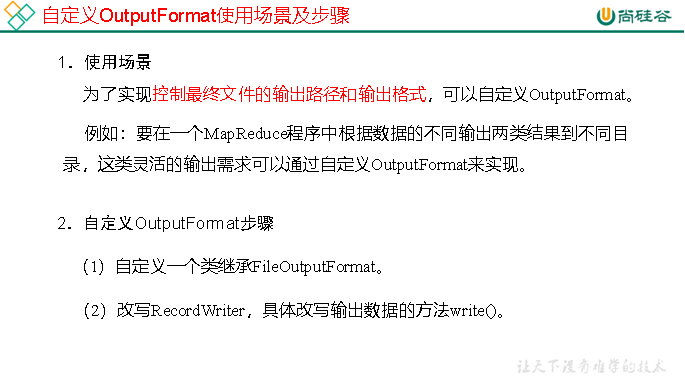 自定义OutputFormat使用场景及步骤
尚硅谷
1．使用场景
为了实现控制最终文件的输出路径和输出格式，可以自定义OutputFormat。
例如：要在一个MapReduce程序中根据数据的不同输出两类结果到不同目
录，这类灵活的输出需求可以通过自定义OutputFormat来实现。
2．自定义OutputFormat步骤
（1）自定义一个类继承FileOutputFormat。
（2）改写RecordWriter，具体改写输出数据的方法write()。
让天下没有难学的技术